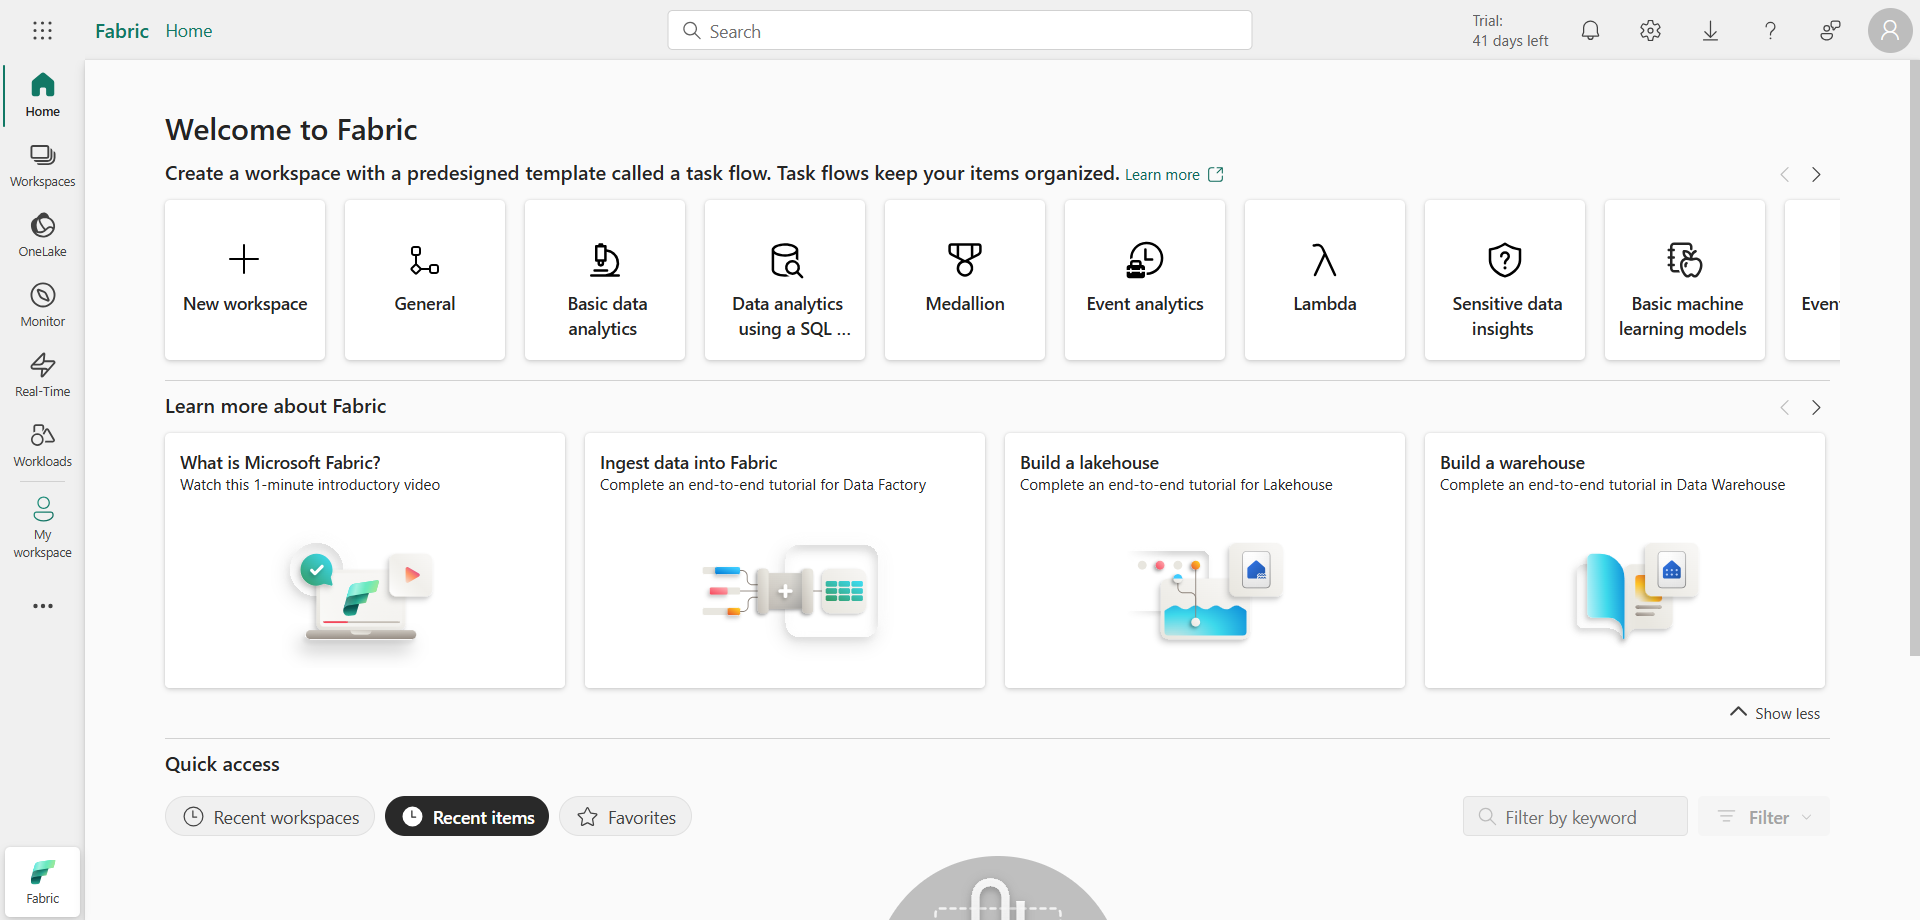 Fabric Home
Search
Trial:
41 days left
Home
Workspaces
OneLake
Monitor
Real-Time
Workloads
My
workspace
Fabric
Welcome to Fabric
Create a workspace with a predesigned template called a task flow. Task flows keep your items organized. Learn more
New workspace
General
Basic data
analytics
Data analytics
using a SQL ...
Medallion
Event analytics
Lambda
Sensitive data
insights
Basic machine
learning models
Even
Learn more about Fabric
What is Microsoft Fabric?
Watch this 1-minute introductory video
Ingest data into Fabric
Complete an end-to-end tutorial for Data Factory
Build a lakehouse
Complete an end-to-end tutorial for Lakehouse
Build a warehouse
Complete an end-to-end tutorial in Data Warehouse
Show less
Quick access
Recent workspaces
Recent items
Favorites
Filter by keyword
Filter